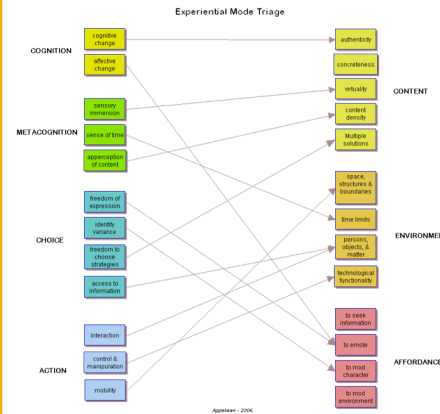 Experiential Mode Triage
COGNITION
cognitive
change
affective
change
METACOGNITION
sensory
immersion
sense of time
apperception
of content
CHOICE
freedom of
expression
identity
variance
freedom to
choose
strategies
access to
information
ACTION
interaction
control &
manipulation
mobility
authenticity
concreteness
virtuality
content
density
Multiple
solutions
CONTENT
space,
structures &
boundaries
time limits
persons,
objects, &
matter
technological
functionality
ENVIRONME
to seek
information
to emote
to mod
character
to mod
environment
AFFORDANCE
Appelman - 2006